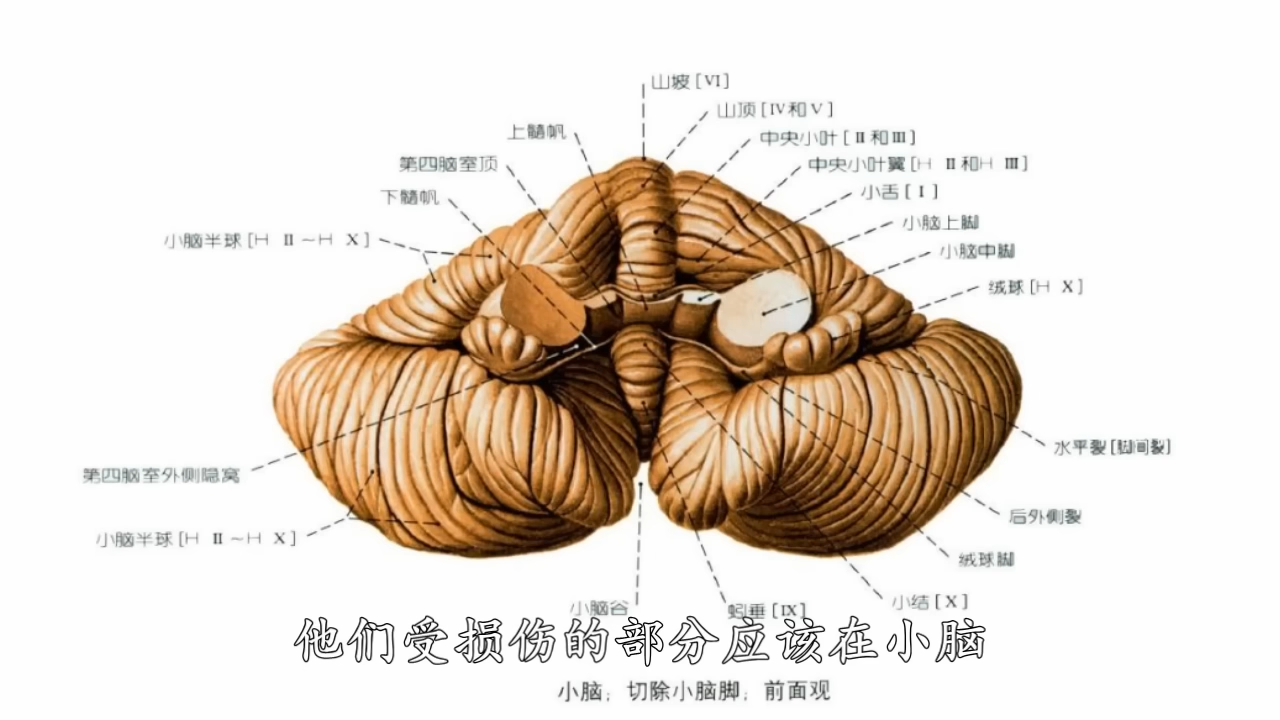 山坡[VI]
山顶[IV和V]
上髓帆
中央小叶[II和III]
第四脑室顶
中央小叶翼[H II和H III]
下髓帆
小舌[I]
小脑上脚
小脑半球[H II～H X]
小脑中脚
绒球[H X]
水平裂[脚间裂]
第四脑室外侧隐窝
后外侧裂
小脑半球[H II～H X]
绒球脚
小结[X]
小脑谷
蚓垂[IX]
他们受损伤的部分应该在小脑
小脑；切除小脑脚；前面观